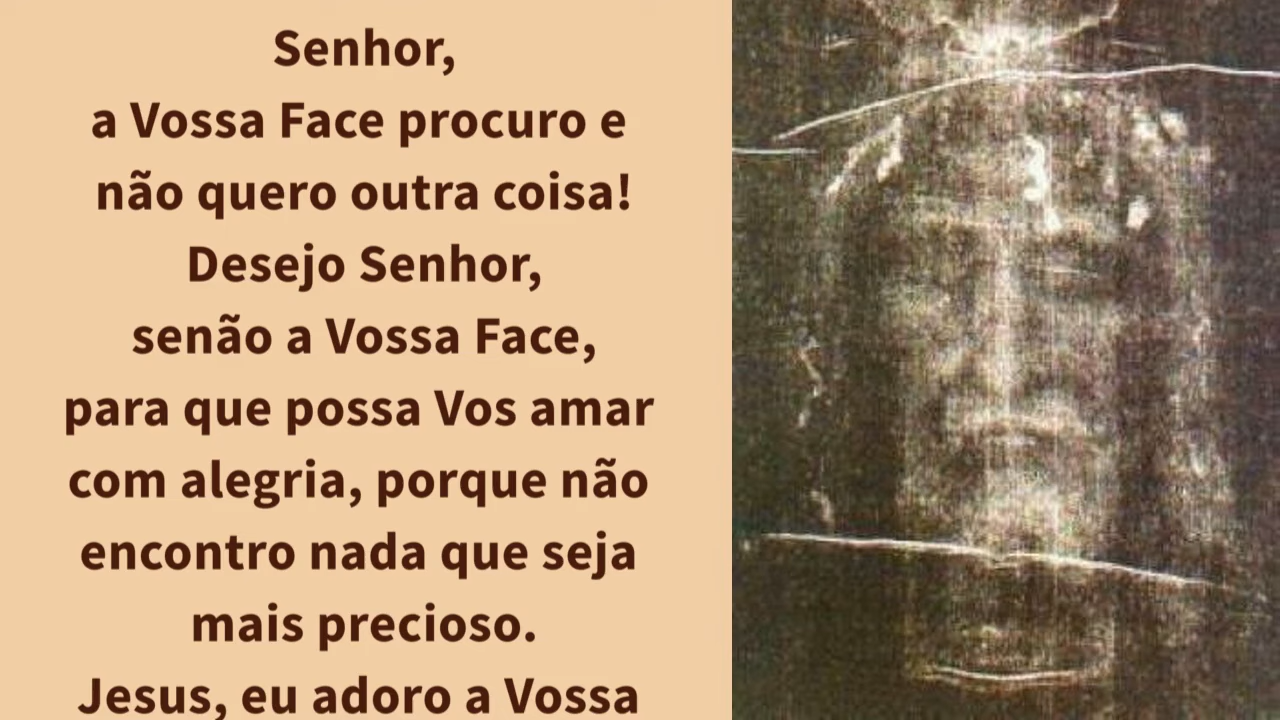 Senhor,
a Vossa Face procuro e
não quero outra coisa!
Desejo Senhor,
senão a Vossa Face,
para que possa Vos amar
com alegria, porque não
encontro nada que seja
mais precioso.
Jesus, eu adoro a Vossa